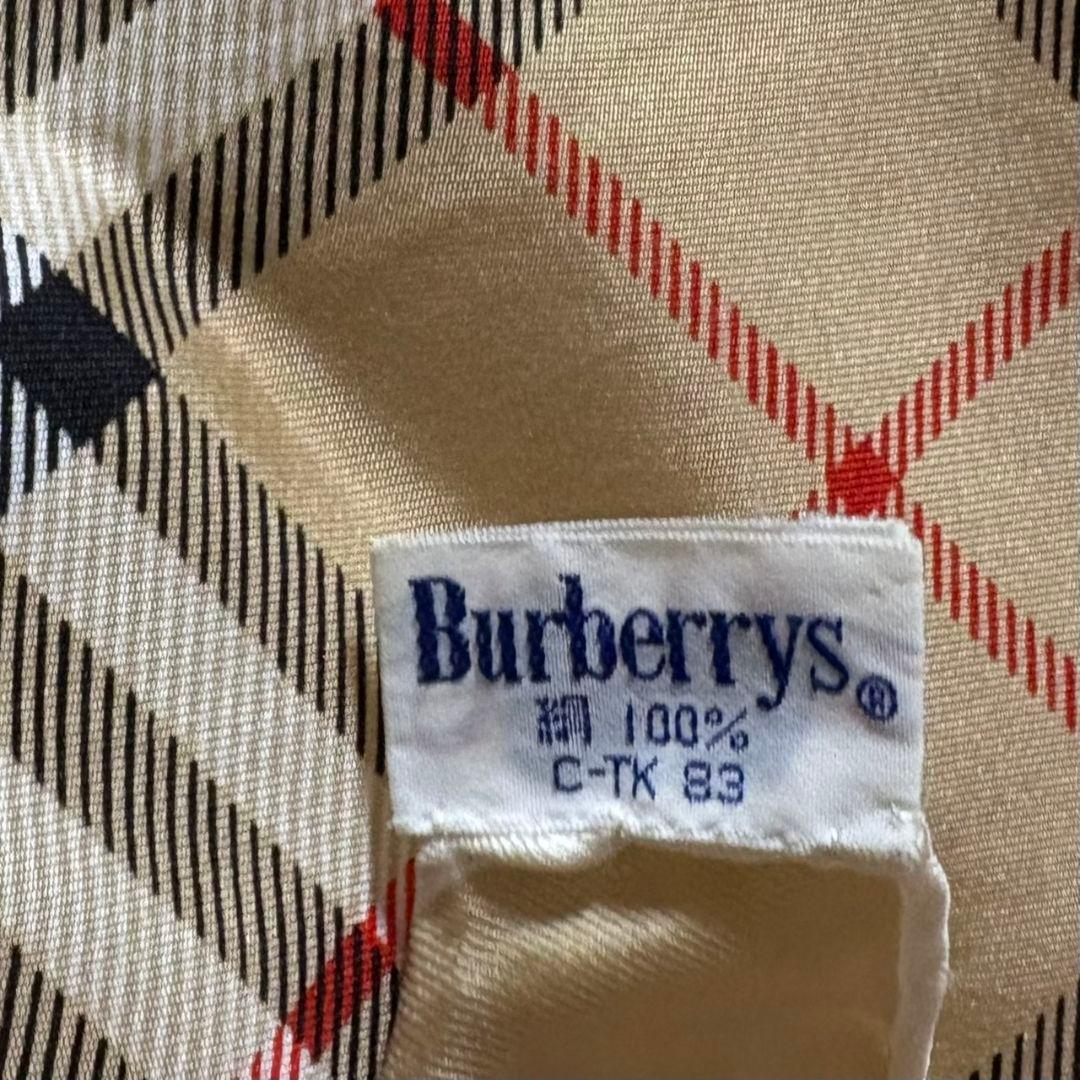 Burberrys®
絹 100%
C-TK 83